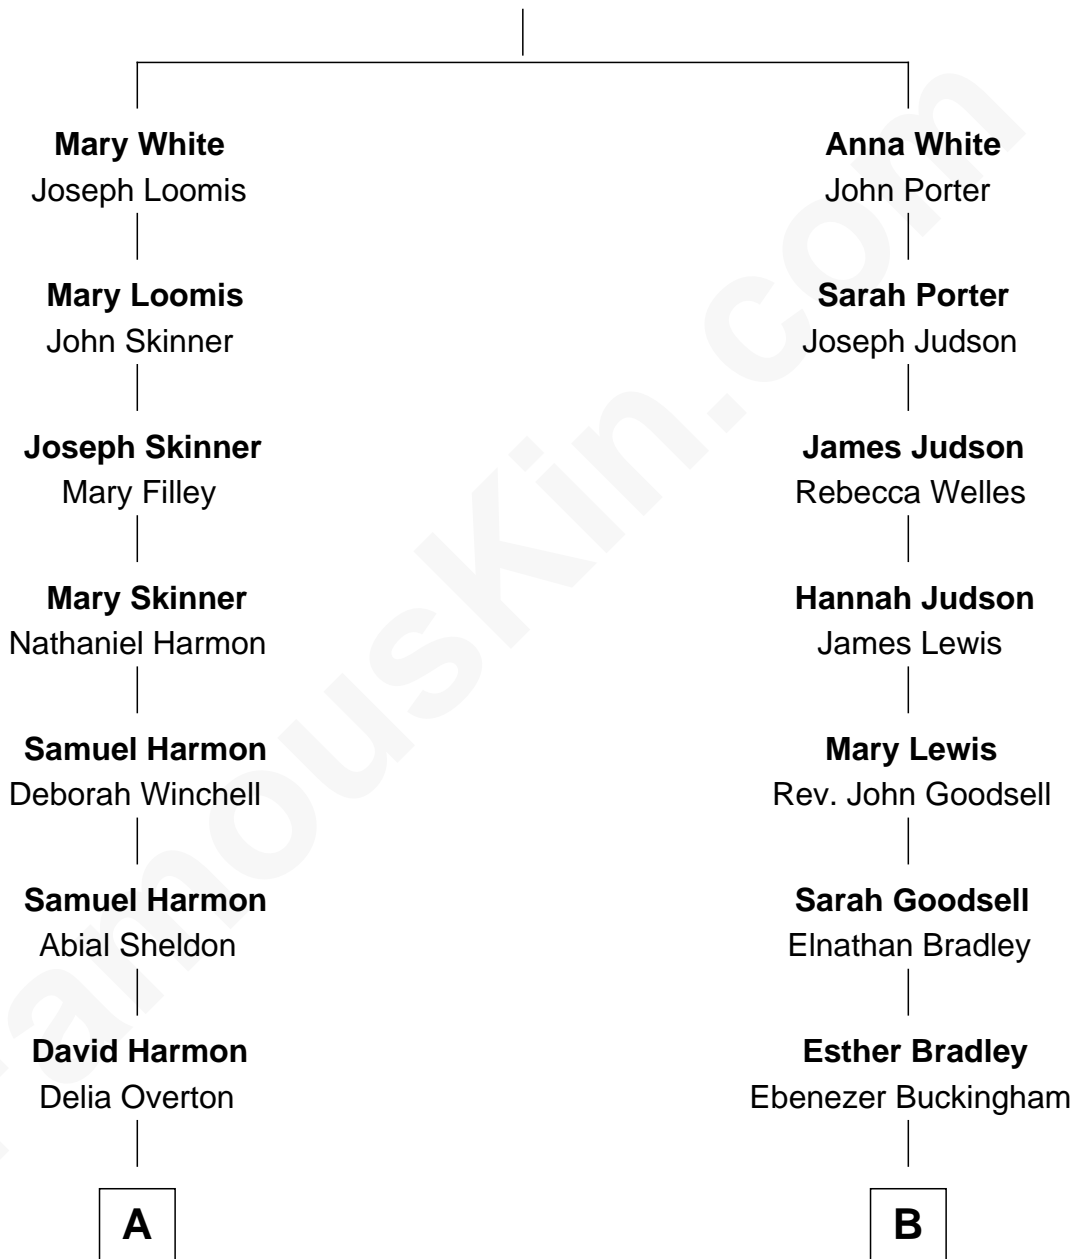 Mary White
Joseph Loomis
Mary Loomis
John Skinner
Joseph Skinner
Mary Filley
Mary Skinner
Nathaniel Harmon
Samuel Harmon
Deborah Winchell
Samuel Harmon
Abial Sheldon
David Harmon
Delia Overton
A
Anna White
John Porter
Sarah Porter
Joseph Judson
James Judson
Rebecca Welles
Hannah Judson
James Lewis
Mary Lewis
Rev. John Goodsell
Sarah Goodsell
Elnathan Bradley
Esther Bradley
Ebenezer Buckingham
B
FamousKin.com